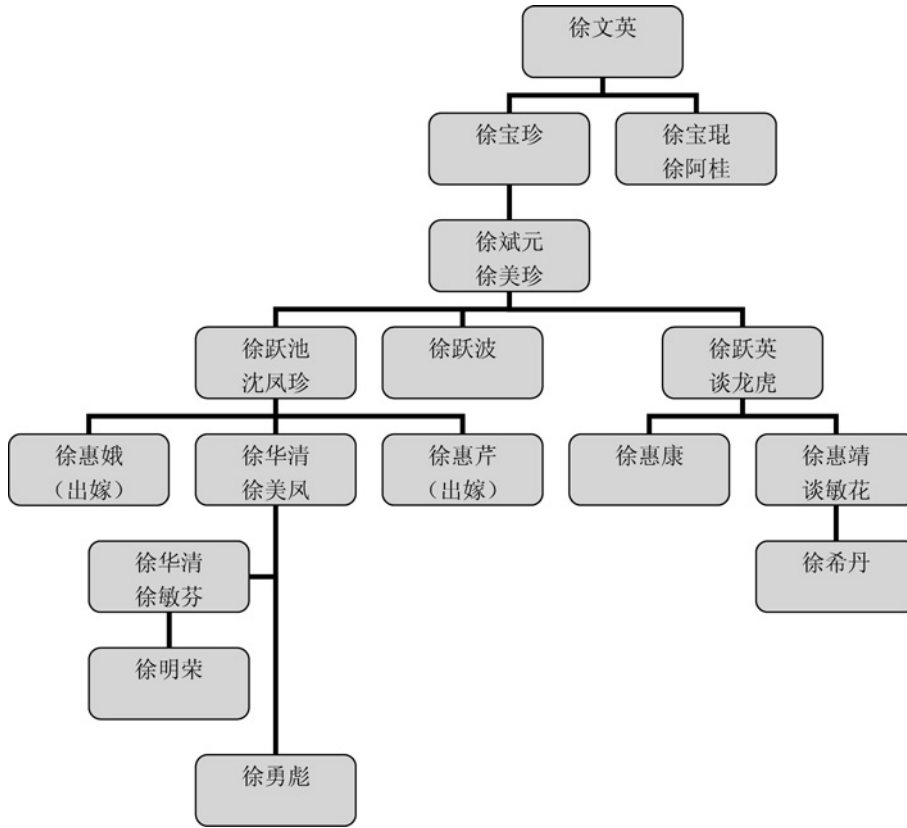 徐文英
徐宝珍
徐宝琨
徐阿桂
徐斌元
徐美珍
徐跃池
沈凤珍
徐跃波
徐跃英
谈龙虎
徐惠娥
（出嫁）
徐华清
徐美凤
徐惠芹
（出嫁）
徐惠康
徐惠靖
谈敏花
徐华清
徐敏芬
徐希丹
徐明荣
徐勇彪